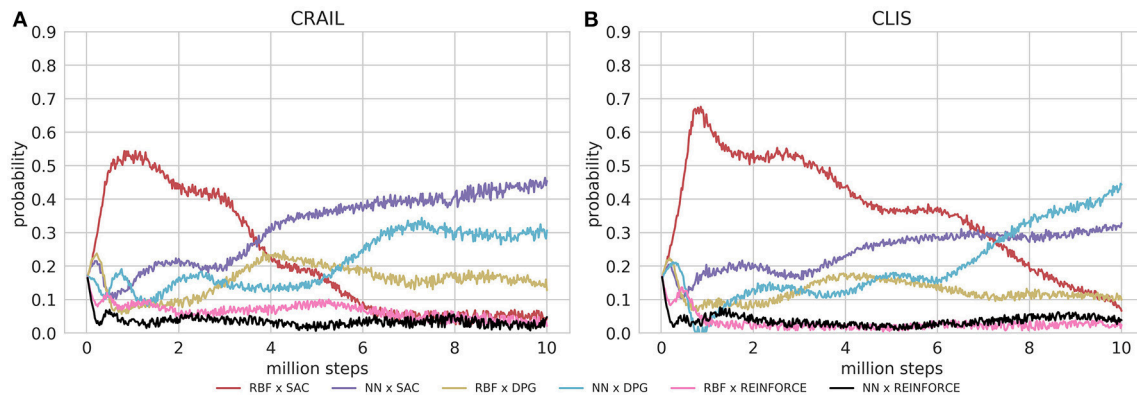 A
CRAIL
0.9
0.8
0.7
0.6
0.5
0.4
0.3
0.2
0.1
0.0
probability
0 2 4 6 8 10
million steps
B
CLIS
0.9
0.8
0.7
0.6
0.5
0.4
0.3
0.2
0.1
0.0
probability
0 2 4 6 8 10
million steps
RBF x SAC NN x SAC RBF x DPG NN x DPG RBF x REINFORCE NN x REINFORCE